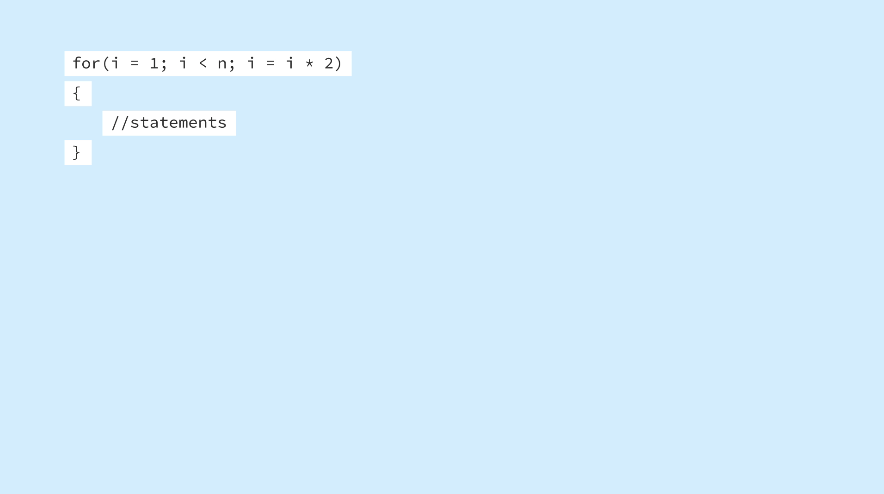 for(i = 1; i < n; i = i * 2)
{
//statements
}